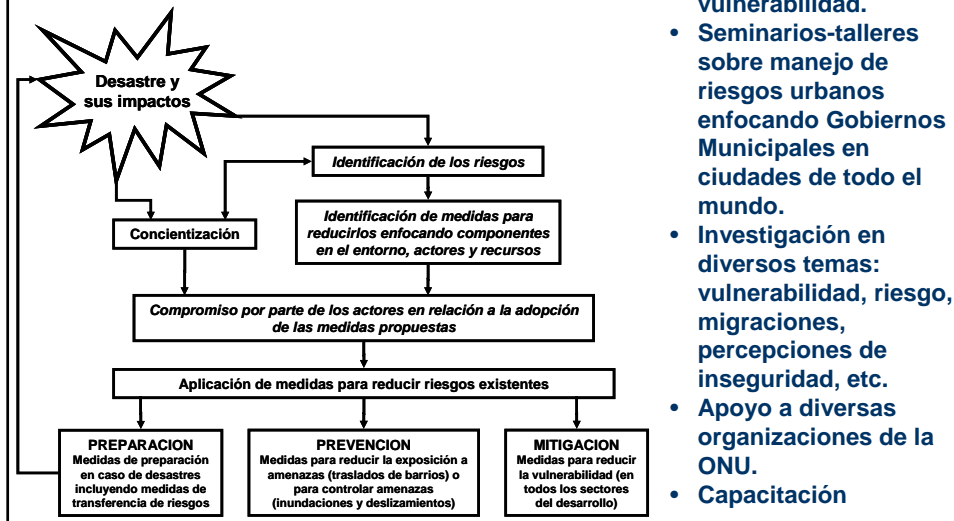 Desastre y
sus impactos
Identificación de los riesgos
Concientización
Identificación de medidas para
reducirlos enfocando componentes
en el entorno, actores y recursos
Compromiso por parte de los actores en relación a la adopción
de las medidas propuestas
Aplicación de medidas para reducir riesgos existentes
PREPARACION
Medidas de preparación
en caso de desastres
incluyendo medidas de
transferencia de riesgos
PREVENCION
Medidas para reducir la exposición a
amenazas (traslados de barrios) o
para controlar amenazas
(inundaciones y deslizamientos)
MITIGACION
Medidas para reducir
la vulnerabilidad (en
todos los sectores
del desarrollo)
vulnerabilidad.
• Seminarios-talleres
sobre manejo de
riesgos urbanos
enfocando Gobiernos
Municipales en
ciudades de todo el
mundo.
• Investigación en
diversos temas:
vulnerabilidad, riesgo,
migraciones,
percepciones de
inseguridad, etc.
• Apoyo a diversas
organizaciones de la
ONU.
• Capacitación